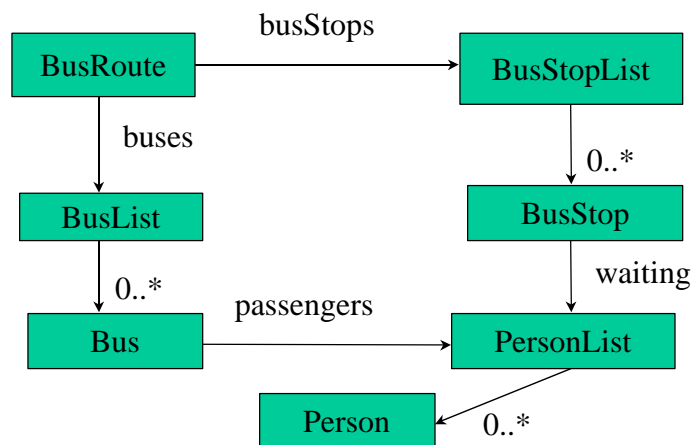 busStops
BusRoute
BusStopList
buses
0..*
BusList
BusStop
0..*
waiting
passengers
Bus
PersonList
Person
0..*